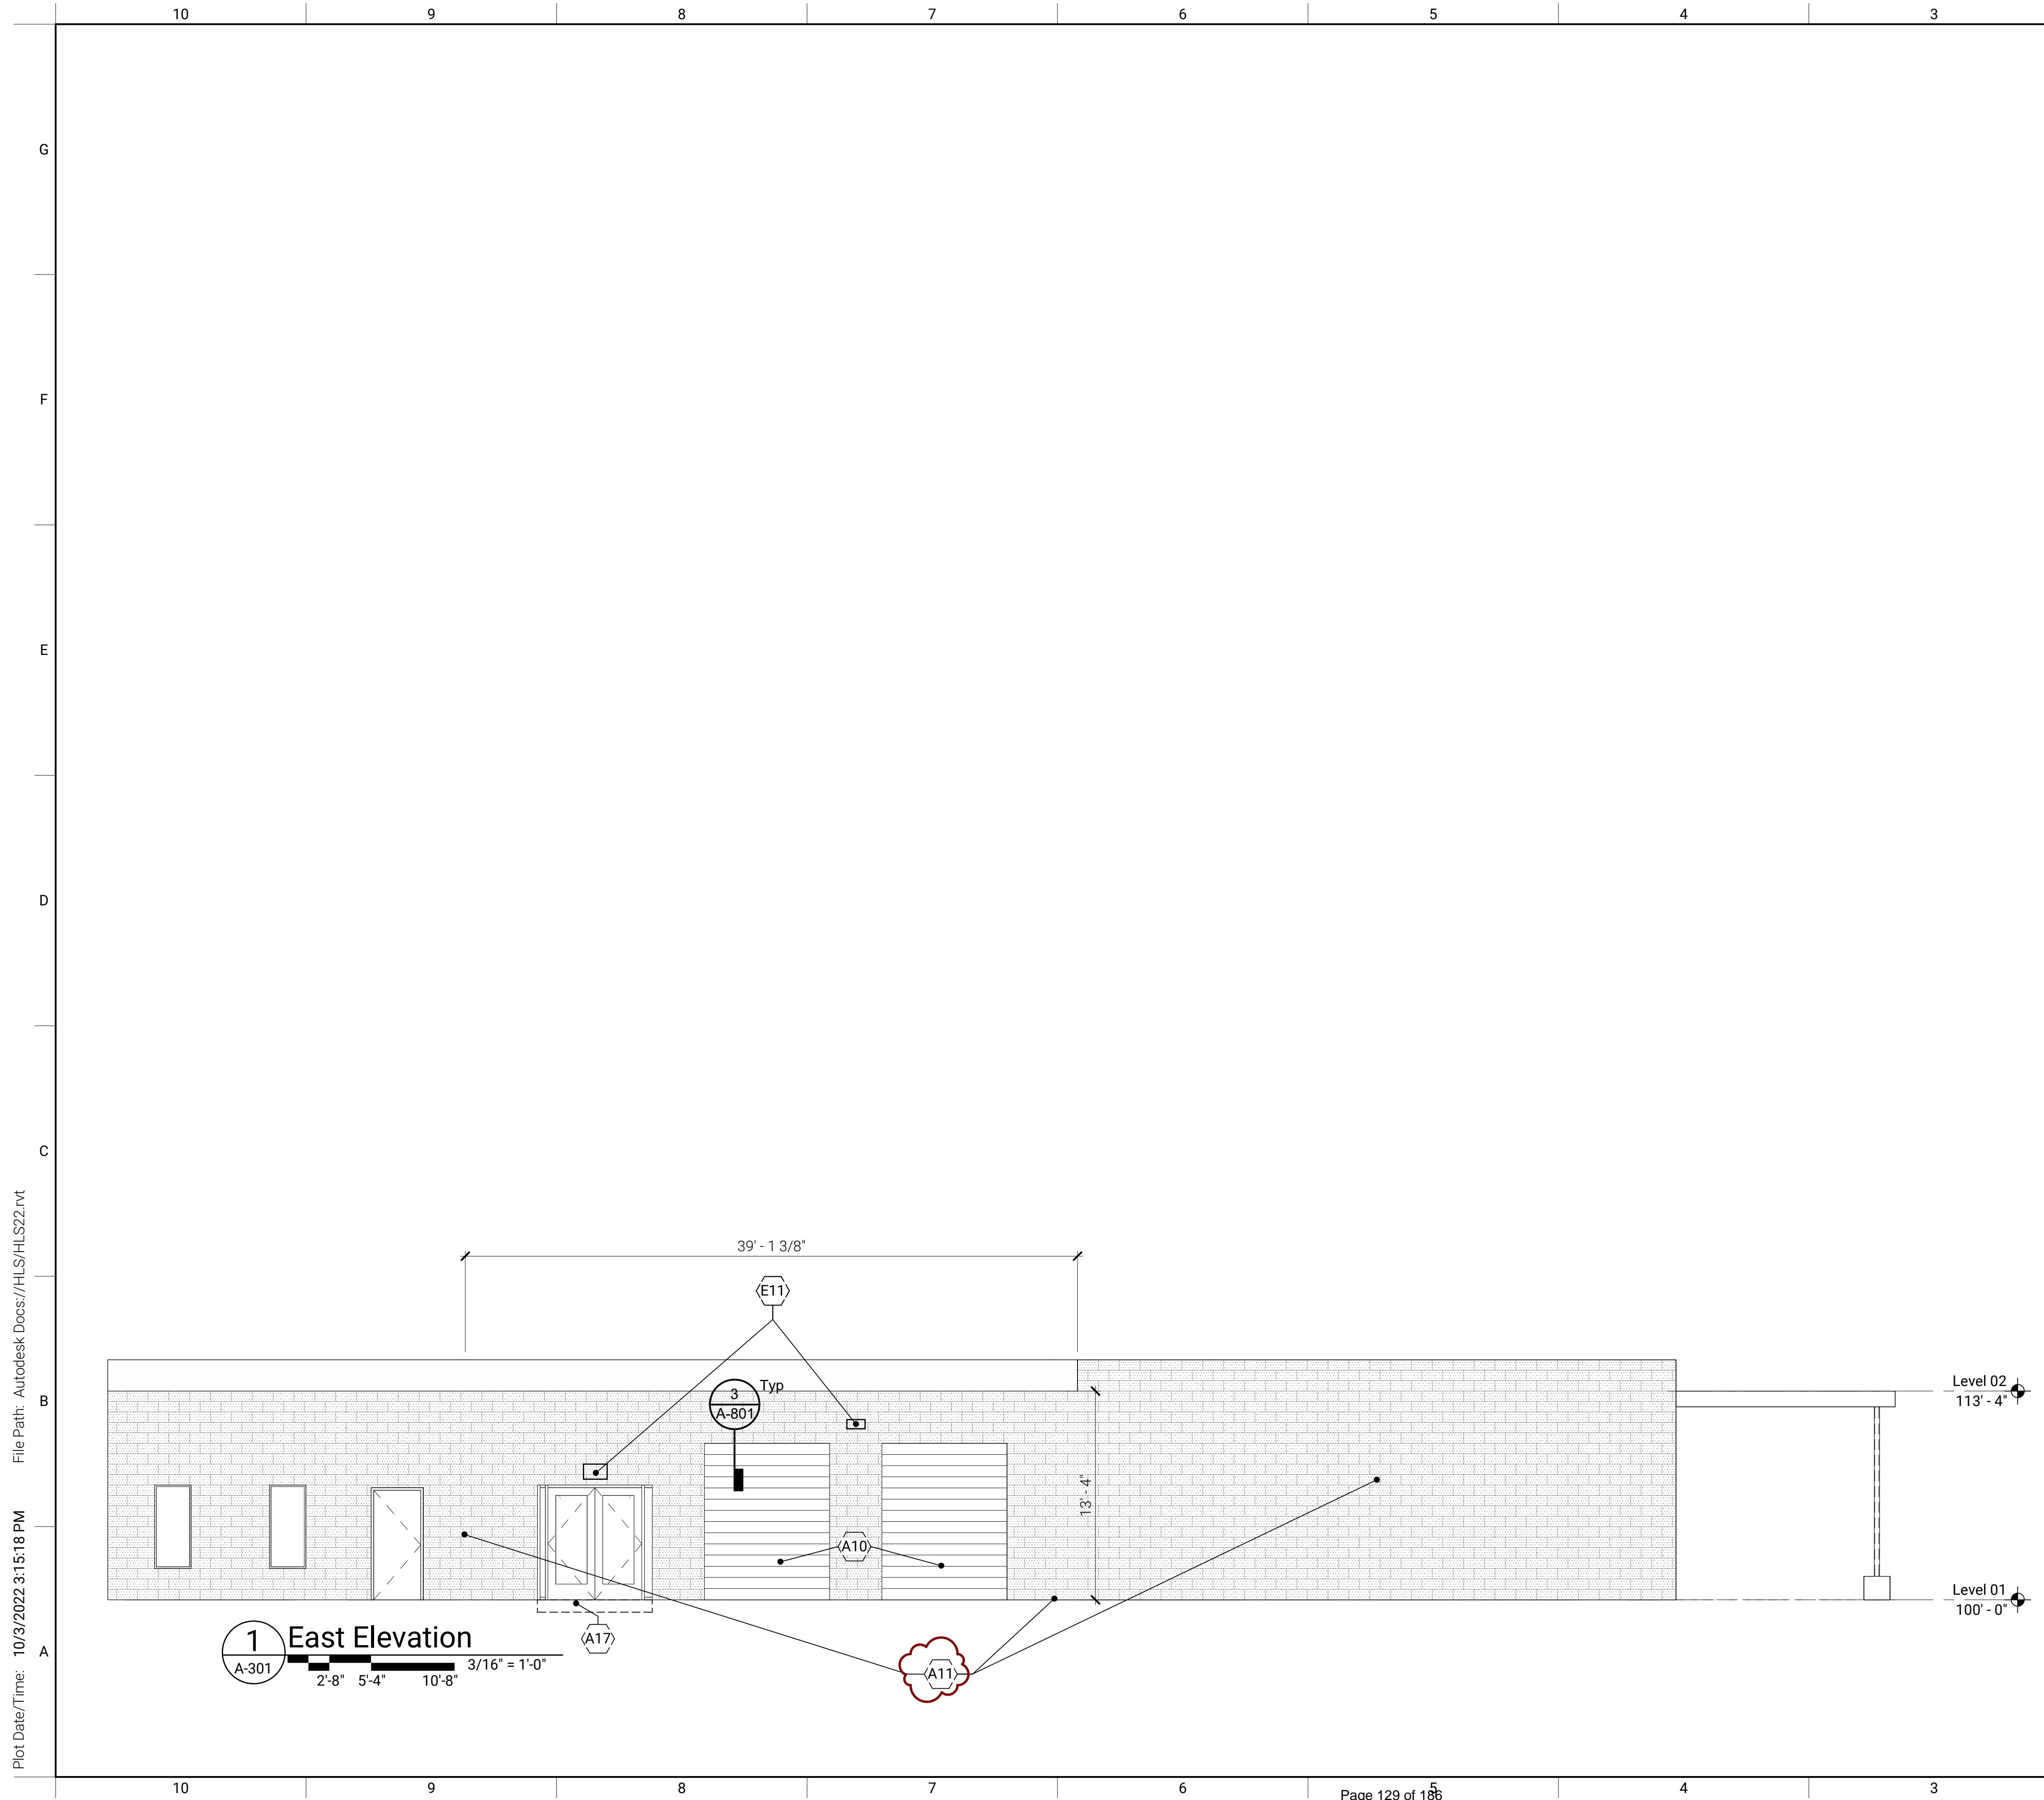 10 9 8 7 6 5 4 3
G
F
E
D
C
B
A
File Path: Autodesk Docs://HLS/HLS22.rvt
Plot Date/Time: 10/3/2022 3:15:18 PM
39' - 1 3/8"
E11
3
A-801
Typ
Level 02
113' - 4"
13' - 4"
A10
Level 01
100' - 0"
A17
A11
1
A-301
East Elevation
3/16" = 1'-0"
2'-8" 5'-4" 10'-8"
10 9 8 7 6 5 4 3
Page 129 of 186